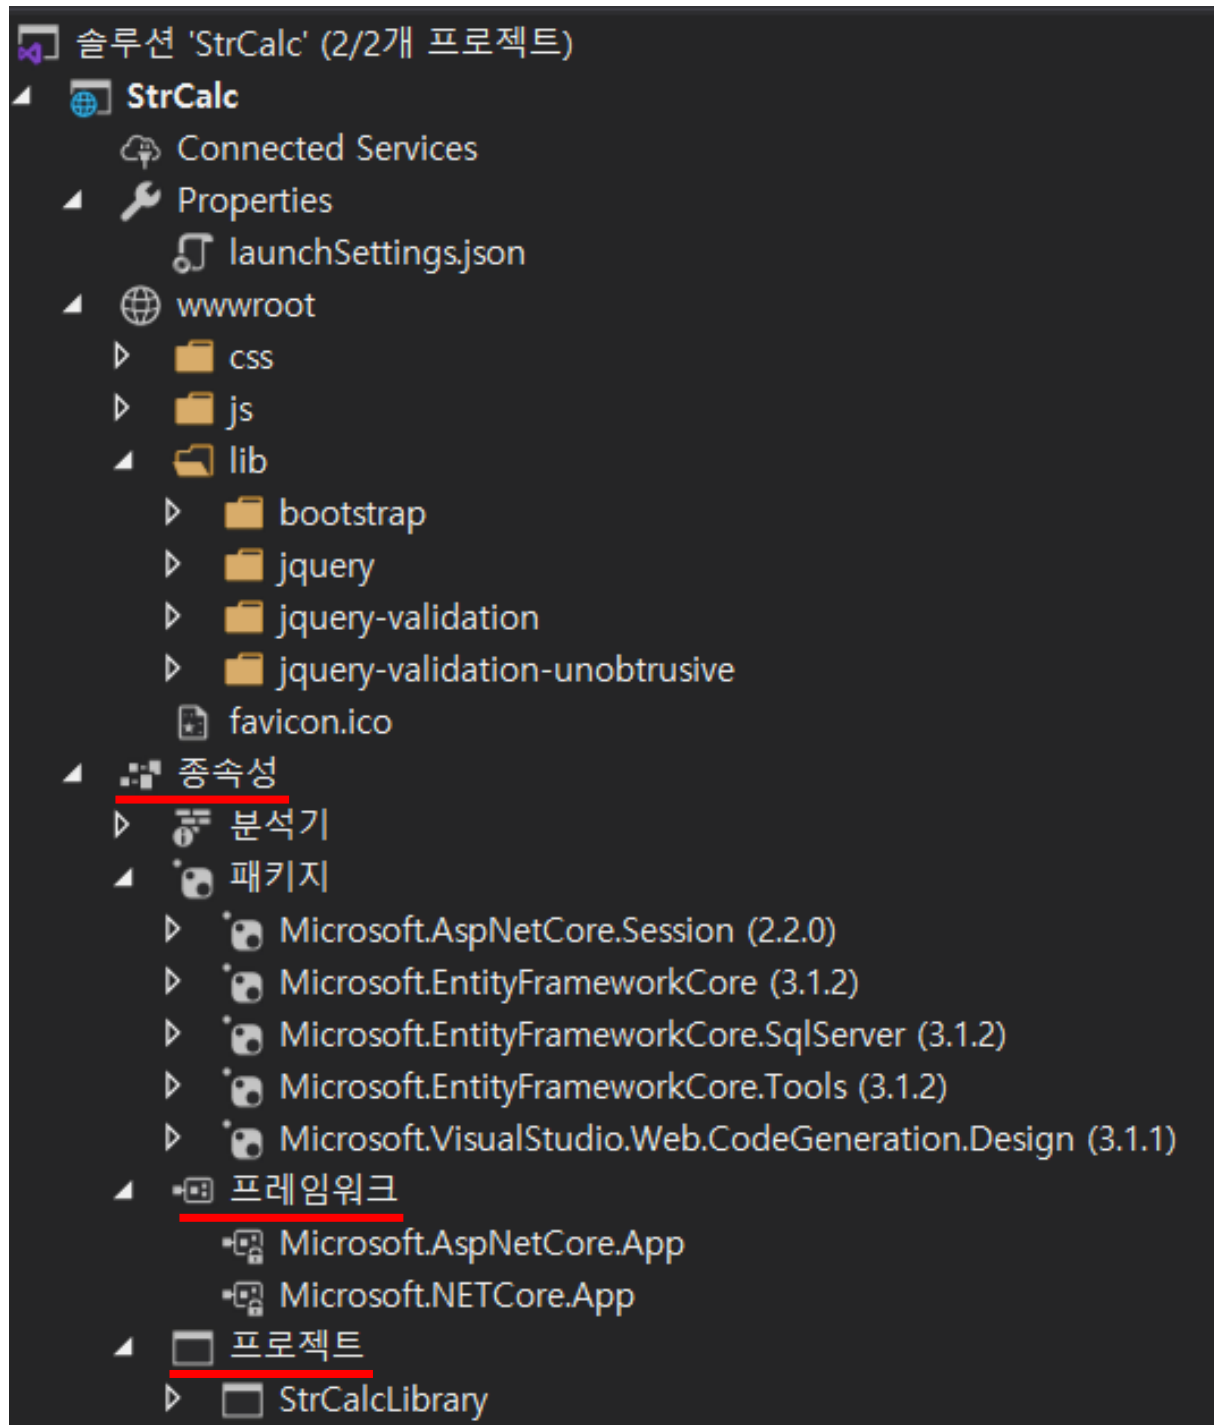 솔루션 'StrCalc' (2/2개 프로젝트)
StrCalc
Connected Services
Properties
launchSettings.json
wwwroot
css
js
lib
bootstrap
jquery
jquery-validation
jquery-validation-unobtrusive
favicon.ico
종속성
분석기
패키지
Microsoft.AspNetCore.Session (2.2.0)
Microsoft.EntityFrameworkCore (3.1.2)
Microsoft.EntityFrameworkCore.SqlServer (3.1.2)
Microsoft.EntityFrameworkCore.Tools (3.1.2)
Microsoft.VisualStudio.Web.CodeGeneration.Design (3.1.1)
프레임워크
Microsoft.AspNetCore.App
Microsoft.NETCore.App
프로젝트
StrCalcLibrary